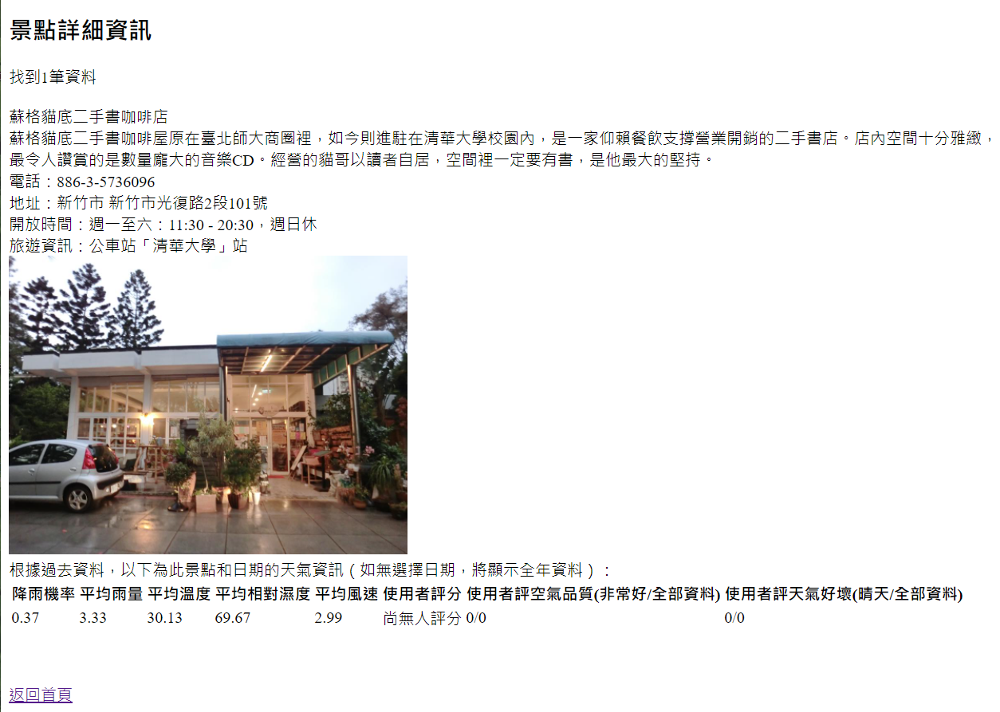 景點詳細資訊
找到1筆資料
蘇格貓底二手書咖啡店
蘇格貓底二手書咖啡屋原在臺北師大商圈裡，如今則進駐在清華大學校園內，是一家仰賴餐飲支撐營業開銷的二手書店。店內空間十分雅緻，
最令人讚賞的是數量龐大的音樂CD。經營的貓哥以讀者自居，空間裡一定要有書，是他最大的堅持。
電話：886-3-5736096
地址：新竹市 新竹市光復路2段101號
開放時間：週一至六：11:30 - 20:30，週日休
旅遊資訊：公車站「清華大學」站
根據過去資料，以下為此景點和日期的天氣資訊（如無選擇日期，將顯示全年資料）：
降雨機率 平均雨量 平均溫度 平均相對濕度 平均風速 使用者評分 使用者評空氣品質(非常好/全部資料) 使用者評天氣好壞(晴天/全部資料)
0.37 3.33 30.13 69.67 2.99 尚無人評分 0/0 0/0
返回首頁